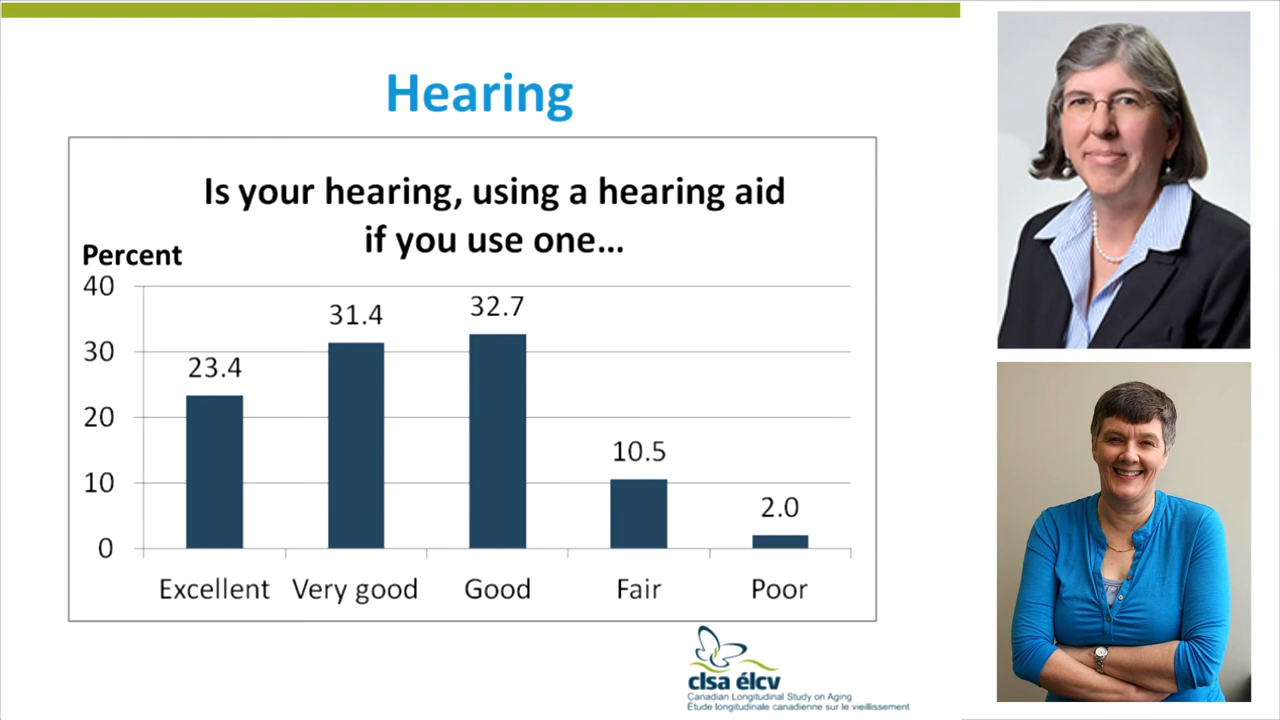 Hearing
Is your hearing, using a hearing aid
if you use one...
Percent
40
30
20
10
0
23.4
31.4
32.7
10.5
2.0
Excellent
Very good
Good
Fair
Poor
clsa élcv
Canadian Longitudinal Study on Aging
Étude longitudinale canadienne sur le vieillissement